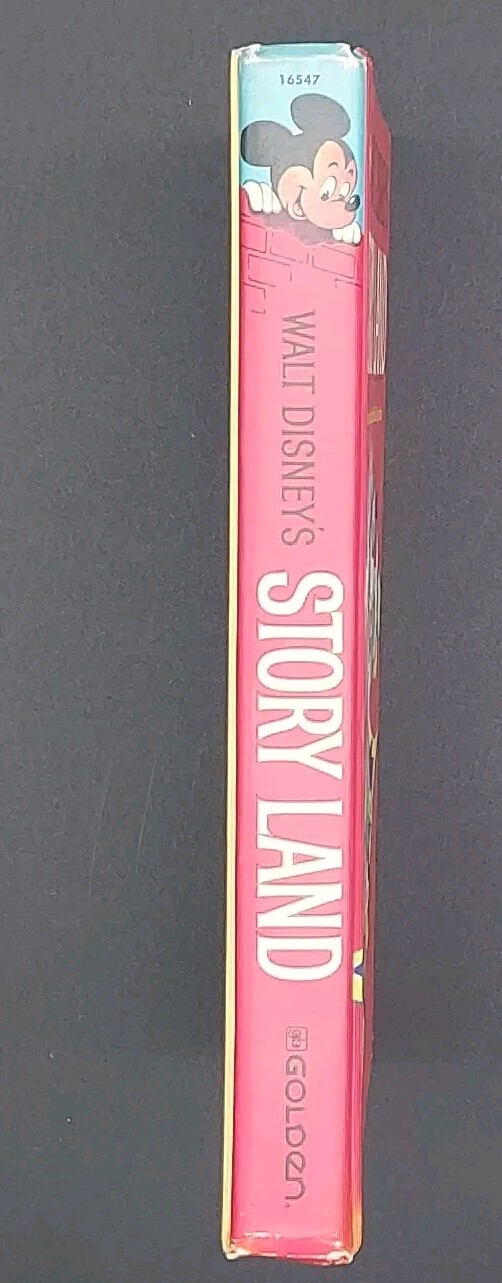 16547
WALT DISNEY'S
STORY LAND
GOLDEN